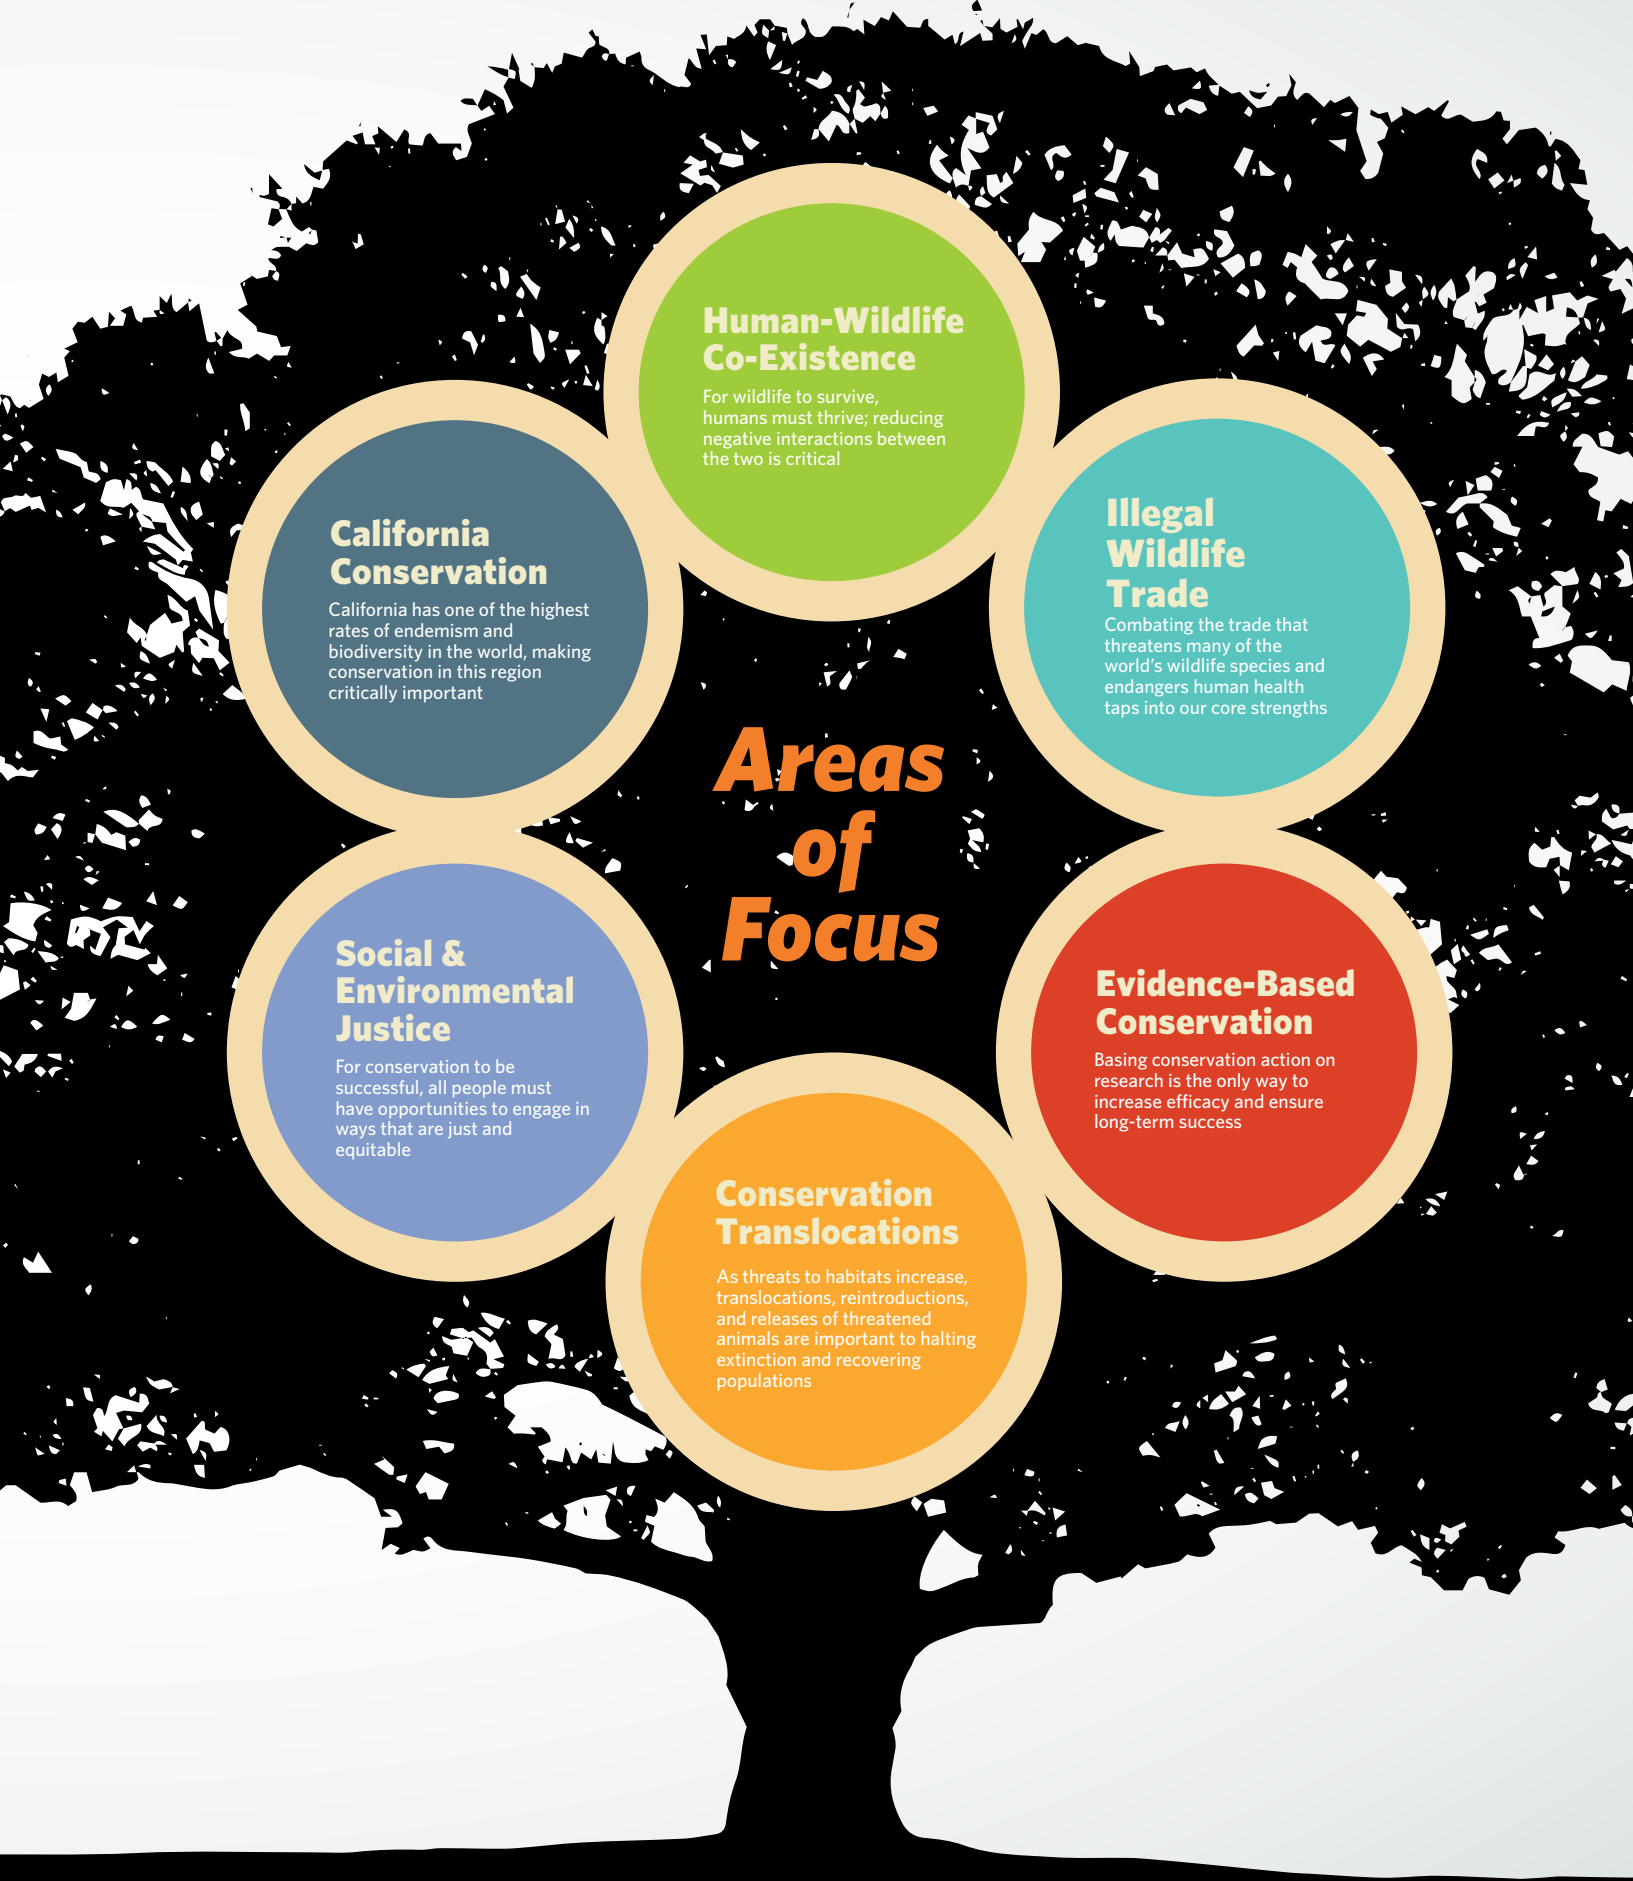 Human-Wildlife
Co-Existence
For wildlife to survive,
humans must thrive; reducing
negative interactions between
the two is critical
California
Conservation
California has one of the highest
rates of endemism and
biodiversity in the world, making
conservation in this region
critically important
Illegal
Wildlife
Trade
Combating the trade that
threatens many of the
world's wildlife species and
endangers human health
taps into our core strengths
Areas
of
Focus
Social &
Environmental
Justice
For conservation to be
successful, all people must
have opportunities to engage in
ways that are just and
equitable
Evidence-Based
Conservation
Basing conservation action on
research is the only way to
increase efficacy and ensure
long-term success
Conservation
Translocations
As threats to habitats increase,
translocations, reintroductions,
and releases of threatened
animals are important to halting
extinction and recovering
populations